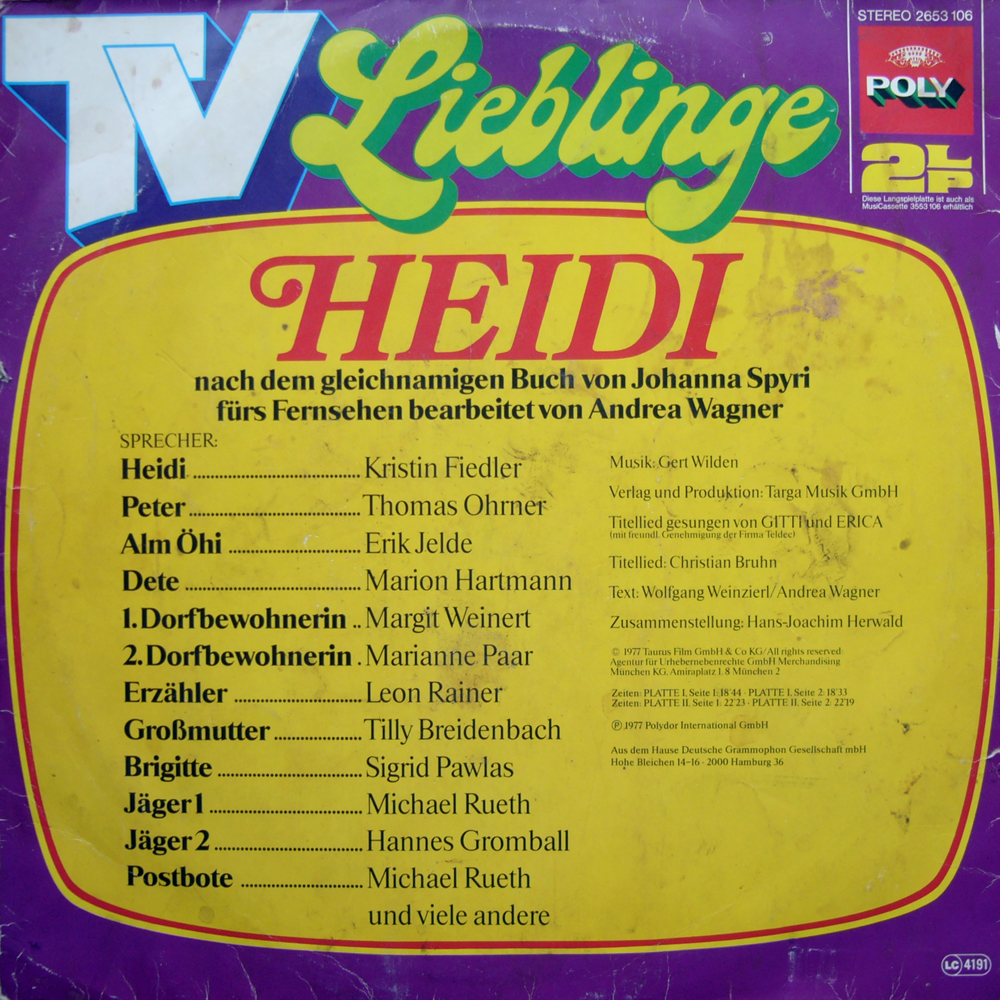 TV Lieblinge
STEREO 2653 106
POLY
2 LP
Diese Langspielplatte ist auch als
MusiCassette 3553 106 erhältlich
HEIDI
nach dem gleichnamigen Buch von Johanna Spyri
fürs Fernsehen bearbeitet von Andrea Wagner
SPRECHER:
Heidi ........................................ Kristin Fiedler
Peter ........................................ Thomas Ohrner
Alm Öhi ............................... Erik Jelde
Dete ......................................... Marion Hartmann
1. Dorfbewohnerin .. Margit Weinert
2. Dorfbewohnerin . Marianne Paar
Erzähler .............................. Leon Rainer
Großmutter .................... Tilly Breidenbach
Brigitte .................................. Sigrid Pawlas
Jäger 1 ................................... Michael Rueth
Jäger 2 .................................. Hannes Gromball
Postbote ............................ Michael Rueth
und viele andere
Musik: Gert Wilden
Verlag und Produktion: Targa Musik GmbH
Titellied gesungen von GITTI und ERICA
(mit freundl. Genehmigung der Firma Teldec)
Titellied: Christian Bruhn
Text: Wolfgang Weinzierl/Andrea Wagner
Zusammenstellung: Hans-Joachim Herwald
© 1977 Taurus Film GmbH & Co KG/All rights reserved
Agentur für Urhebernebenrechte GmbH Merchandising
München KG, Amiraplatz 1, 8 München 2
Zeiten: PLATTE I, Seite 1: 18'44 · PLATTE I, Seite 2: 18'33
Zeiten: PLATTE II, Seite 1: 22'23 · PLATTE II, Seite 2: 22'19
℗ 1977 Polydor International GmbH
Aus dem Hause Deutsche Grammophon Gesellschaft mbH
Hohe Bleichen 14-16 · 2000 Hamburg 36
LC 4191